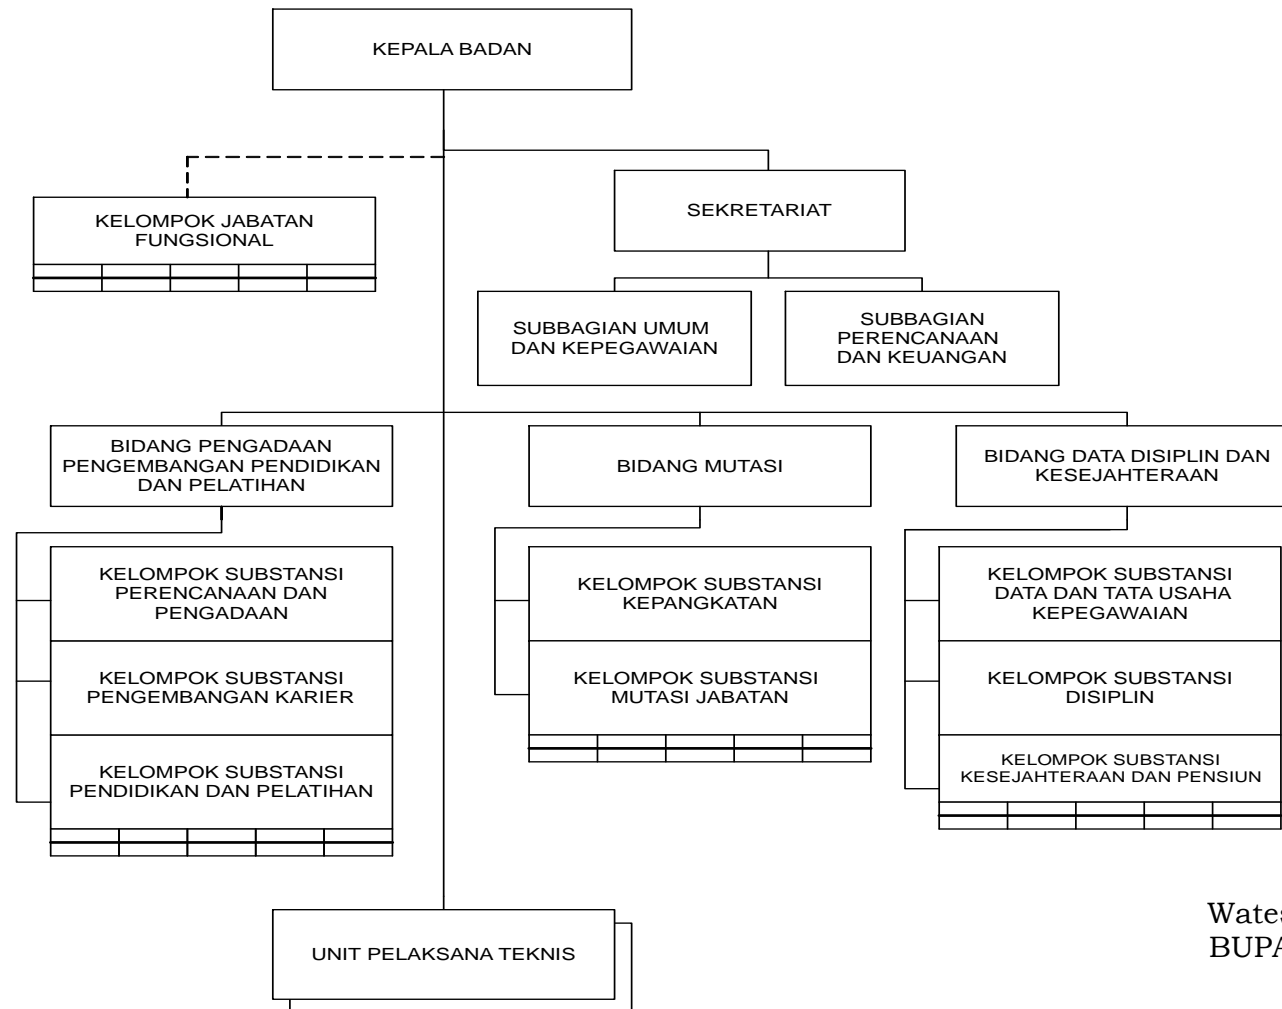 KEPALA BADAN
KELOMPOK JABATAN
FUNGSIONAL
SEKRETARIAT
SUBBAGIAN UMUM
DAN KEPEGAWAIAN
SUBBAGIAN
PERENCANAAN
DAN KEUANGAN
BIDANG PENGADAAN
PENGEMBANGAN PENDIDIKAN
DAN PELATIHAN
BIDANG MUTASI
BIDANG DATA DISIPLIN DAN
KESEJAHTERAAN
KELOMPOK SUBSTANSI
PERENCANAAN DAN
PENGADAAN
KELOMPOK SUBSTANSI
PENGEMBANGAN KARIER
KELOMPOK SUBSTANSI
PENDIDIKAN DAN PELATIHAN
KELOMPOK SUBSTANSI
KEPANGKATAN
KELOMPOK SUBSTANSI
MUTASI JABATAN
KELOMPOK SUBSTANSI
DATA DAN TATA USAHA
KEPEGAWAIAN
KELOMPOK SUBSTANSI
DISIPLIN
KELOMPOK SUBSTANSI
KESEJAHTERAAN DAN PENSIUN
UNIT PELAKSANA TEKNIS
Wates
BUPA